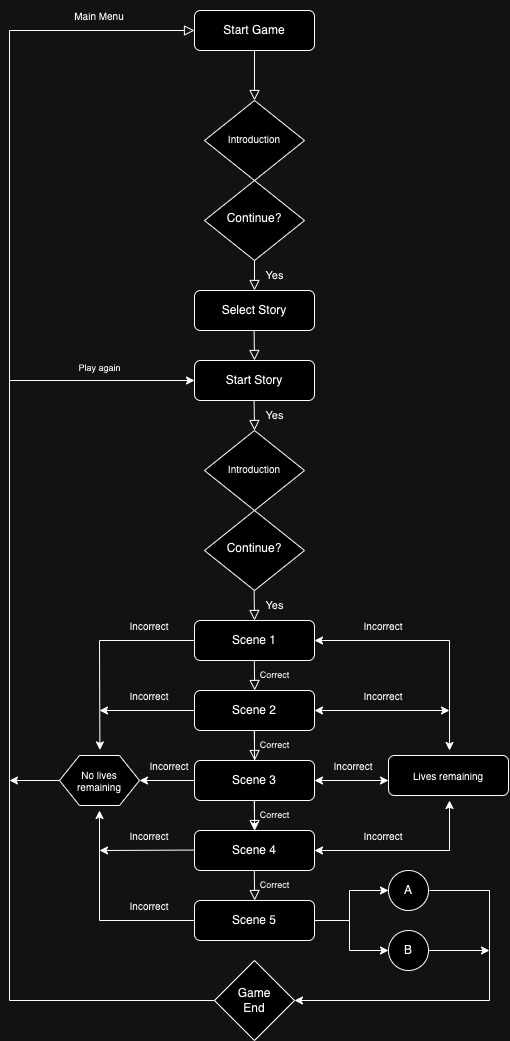 Main Menu
Start Game
Introduction
Continue?
Yes
Select Story
Play again
Start Story
Yes
Introduction
Continue?
Yes
Incorrect
Scene 1
Incorrect
Correct
Incorrect
Scene 2
Incorrect
Correct
No lives
remaining
Incorrect
Scene 3
Incorrect
Lives remaining
Correct
Incorrect
Scene 4
Incorrect
Correct
Incorrect
Scene 5
A
B
Game
End